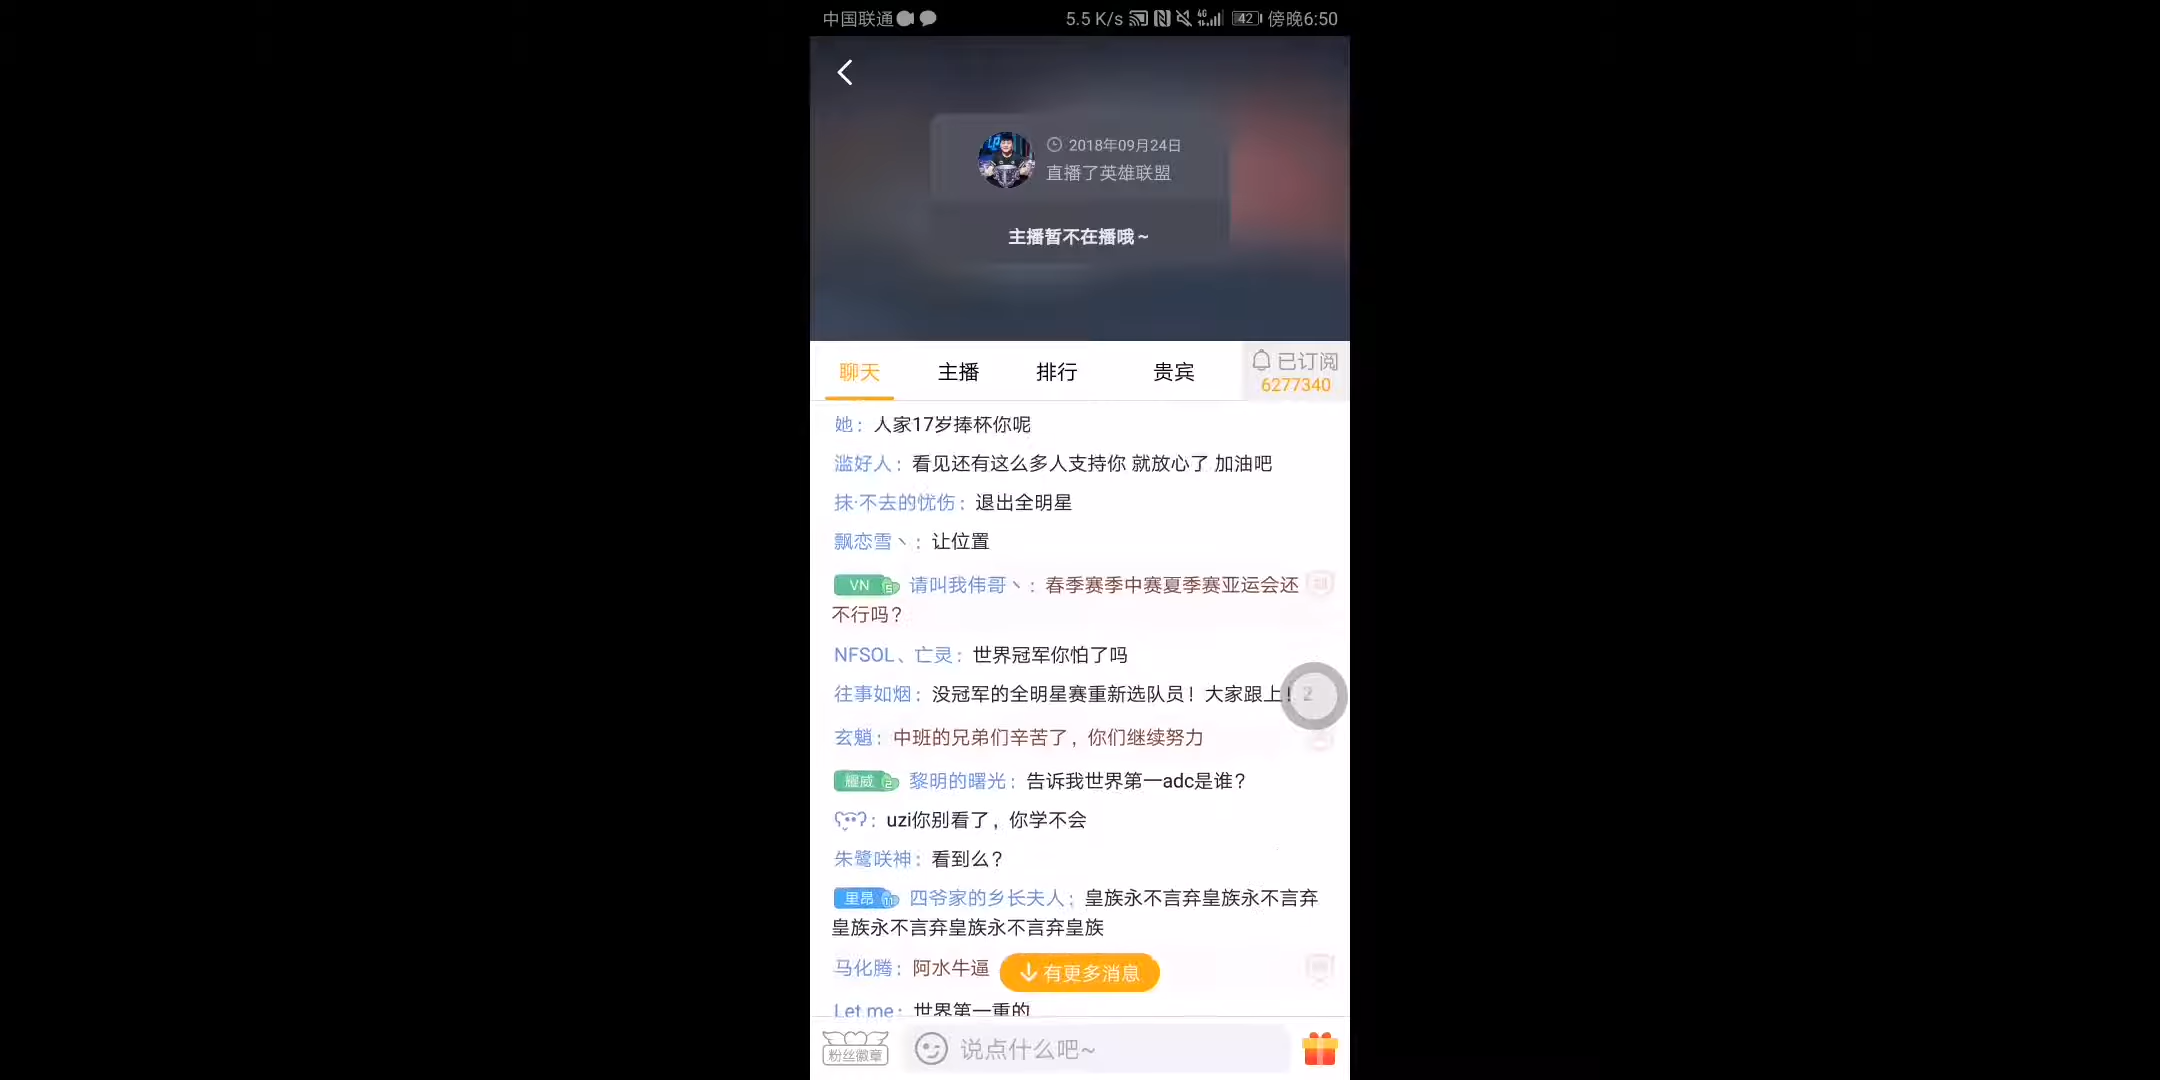 中国联通 5.5 K/s 4G 42 傍晚6:50
2018年09月24日
直播了英雄联盟
主播暂不在播哦~
聊天 主播 排行 贵宾 已订阅
6277340
她：人家17岁捧杯你呢
滥好人：看见还有这么多人支持你 就放心了 加油吧
抹·不去的忧伤：退出全明星
飘恋雪丶：让位置
VN 5 请叫我伟哥丶：春季赛季中赛夏季赛亚运会还
不行吗？
NFSOL、亡灵：世界冠军你怕了吗
往事如烟：没冠军的全明星赛重新选队员！大家跟上！2
玄魈：中班的兄弟们辛苦了，你们继续努力
耀威 2 黎明的曙光：告诉我世界第一adc是谁？
uzi你别看了，你学不会
朱鹭咲神：看到么？
里昂 11 四爷家的乡长夫人：皇族永不言弃皇族永不言弃
皇族永不言弃皇族永不言弃皇族
马化腾：阿水牛逼
有更多消息
Let me：世界第一重的
粉丝徽章 说点什么吧~